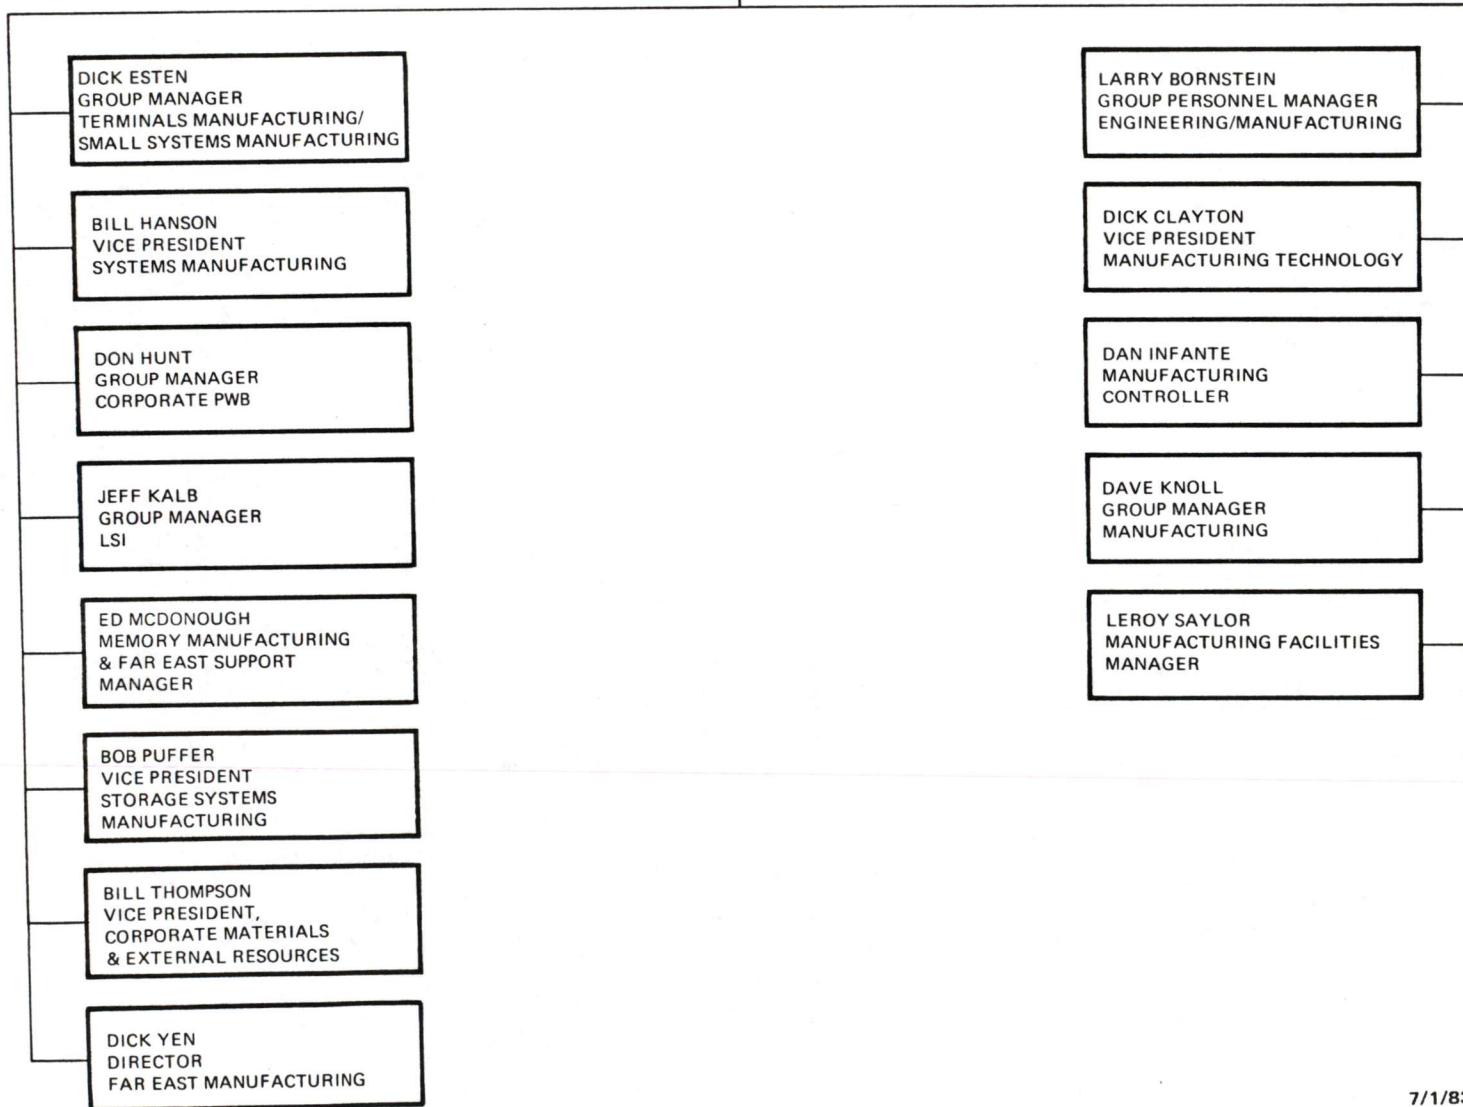 DICK ESTEN
GROUP MANAGER
TERMINALS MANUFACTURING/
SMALL SYSTEMS MANUFACTURING
BILL HANSON
VICE PRESIDENT
SYSTEMS MANUFACTURING
DON HUNT
GROUP MANAGER
CORPORATE PWB
JEFF KALB
GROUP MANAGER
LSI
ED MCDONOUGH
MEMORY MANUFACTURING
& FAR EAST SUPPORT
MANAGER
BOB PUFFER
VICE PRESIDENT
STORAGE SYSTEMS
MANUFACTURING
BILL THOMPSON
VICE PRESIDENT,
CORPORATE MATERIALS
& EXTERNAL RESOURCES
DICK YEN
DIRECTOR
FAR EAST MANUFACTURING
LARRY BORNSTEIN
GROUP PERSONNEL MANAGER
ENGINEERING/MANUFACTURING
DICK CLAYTON
VICE PRESIDENT
MANUFACTURING TECHNOLOGY
DAN INFANTE
MANUFACTURING
CONTROLLER
DAVE KNOLL
GROUP MANAGER
MANUFACTURING
LEROY SAYLOR
MANUFACTURING FACILITIES
MANAGER
7/1/83